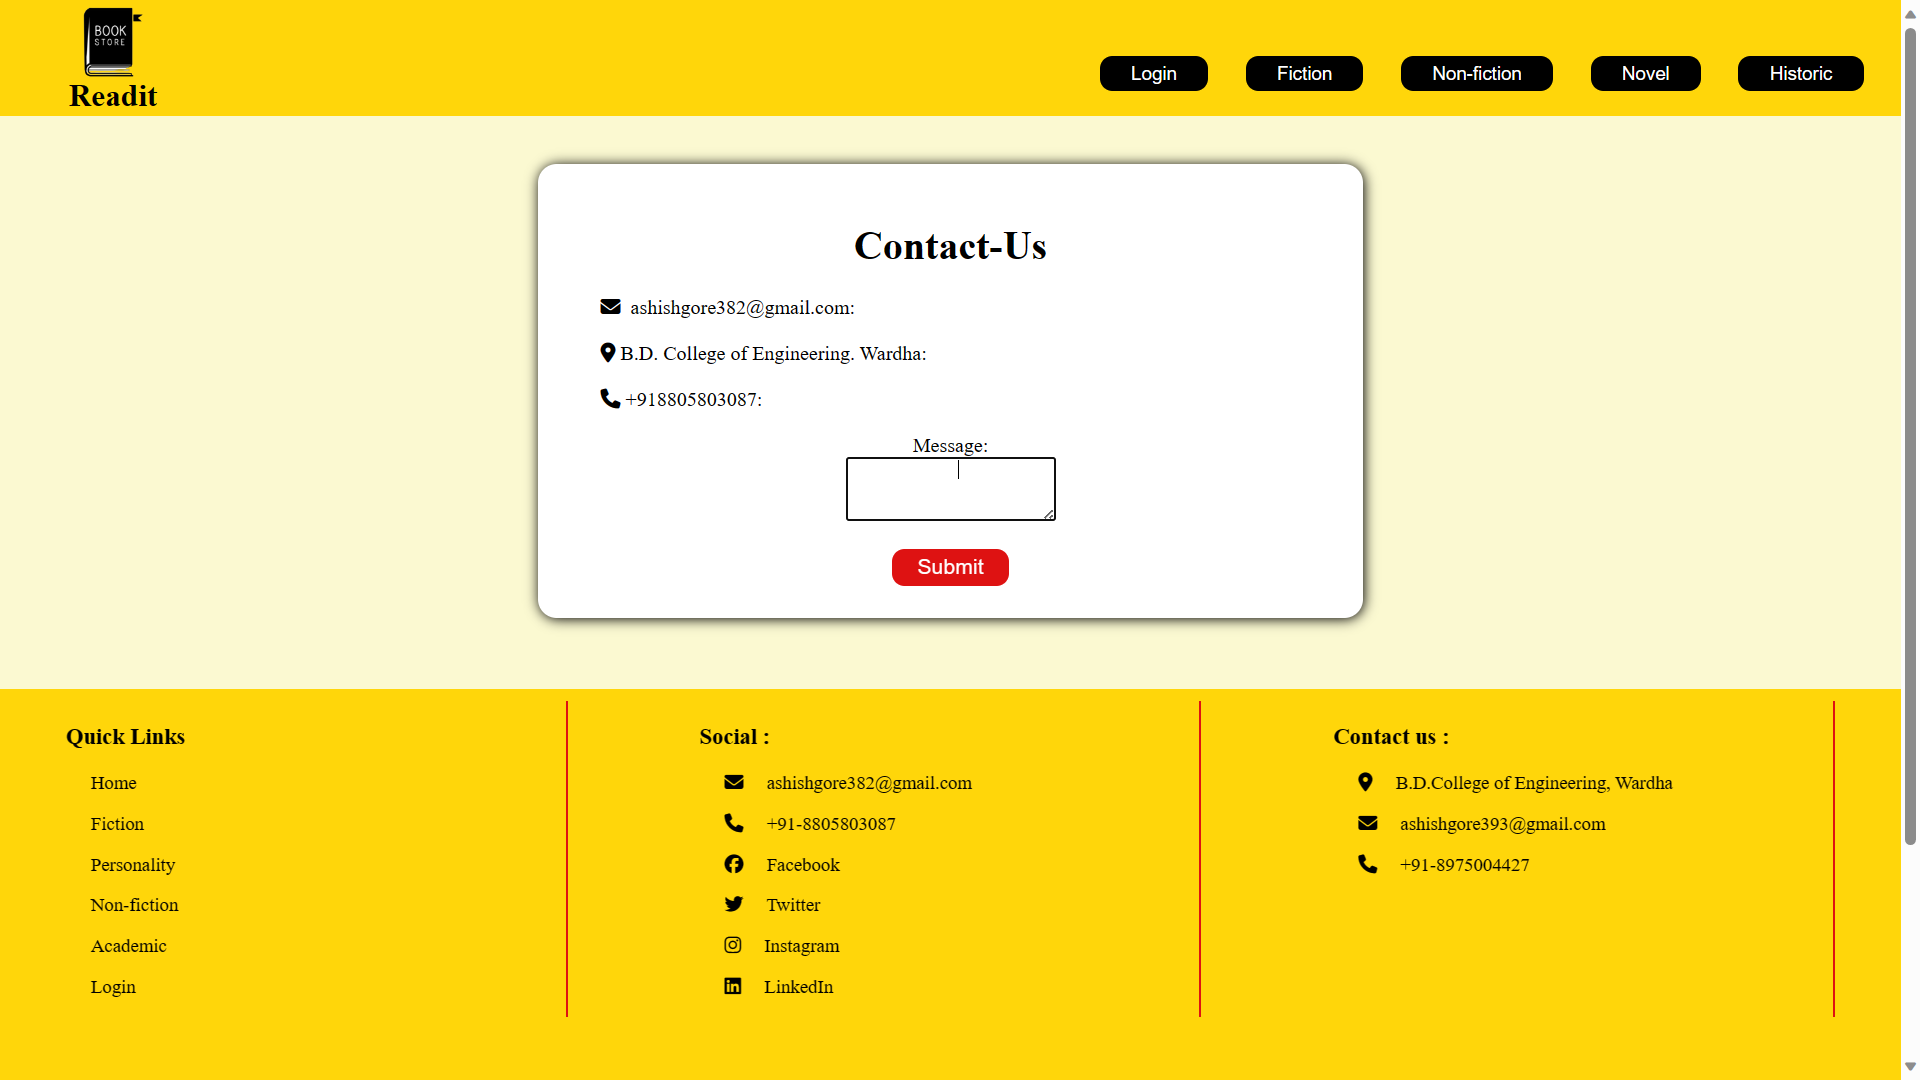 BOOK
STORE
Readit
Login
Fiction
Non-fiction
Novel
Historic
Contact-Us
ashishgore382@gmail.com:
B.D. College of Engineering. Wardha:
+918805803087:
Message:
Submit
Quick Links
Home
Fiction
Personality
Non-fiction
Academic
Login
Social :
ashishgore382@gmail.com
+91-8805803087
Facebook
Twitter
Instagram
LinkedIn
Contact us :
B.D.College of Engineering, Wardha
ashishgore393@gmail.com
+91-8975004427